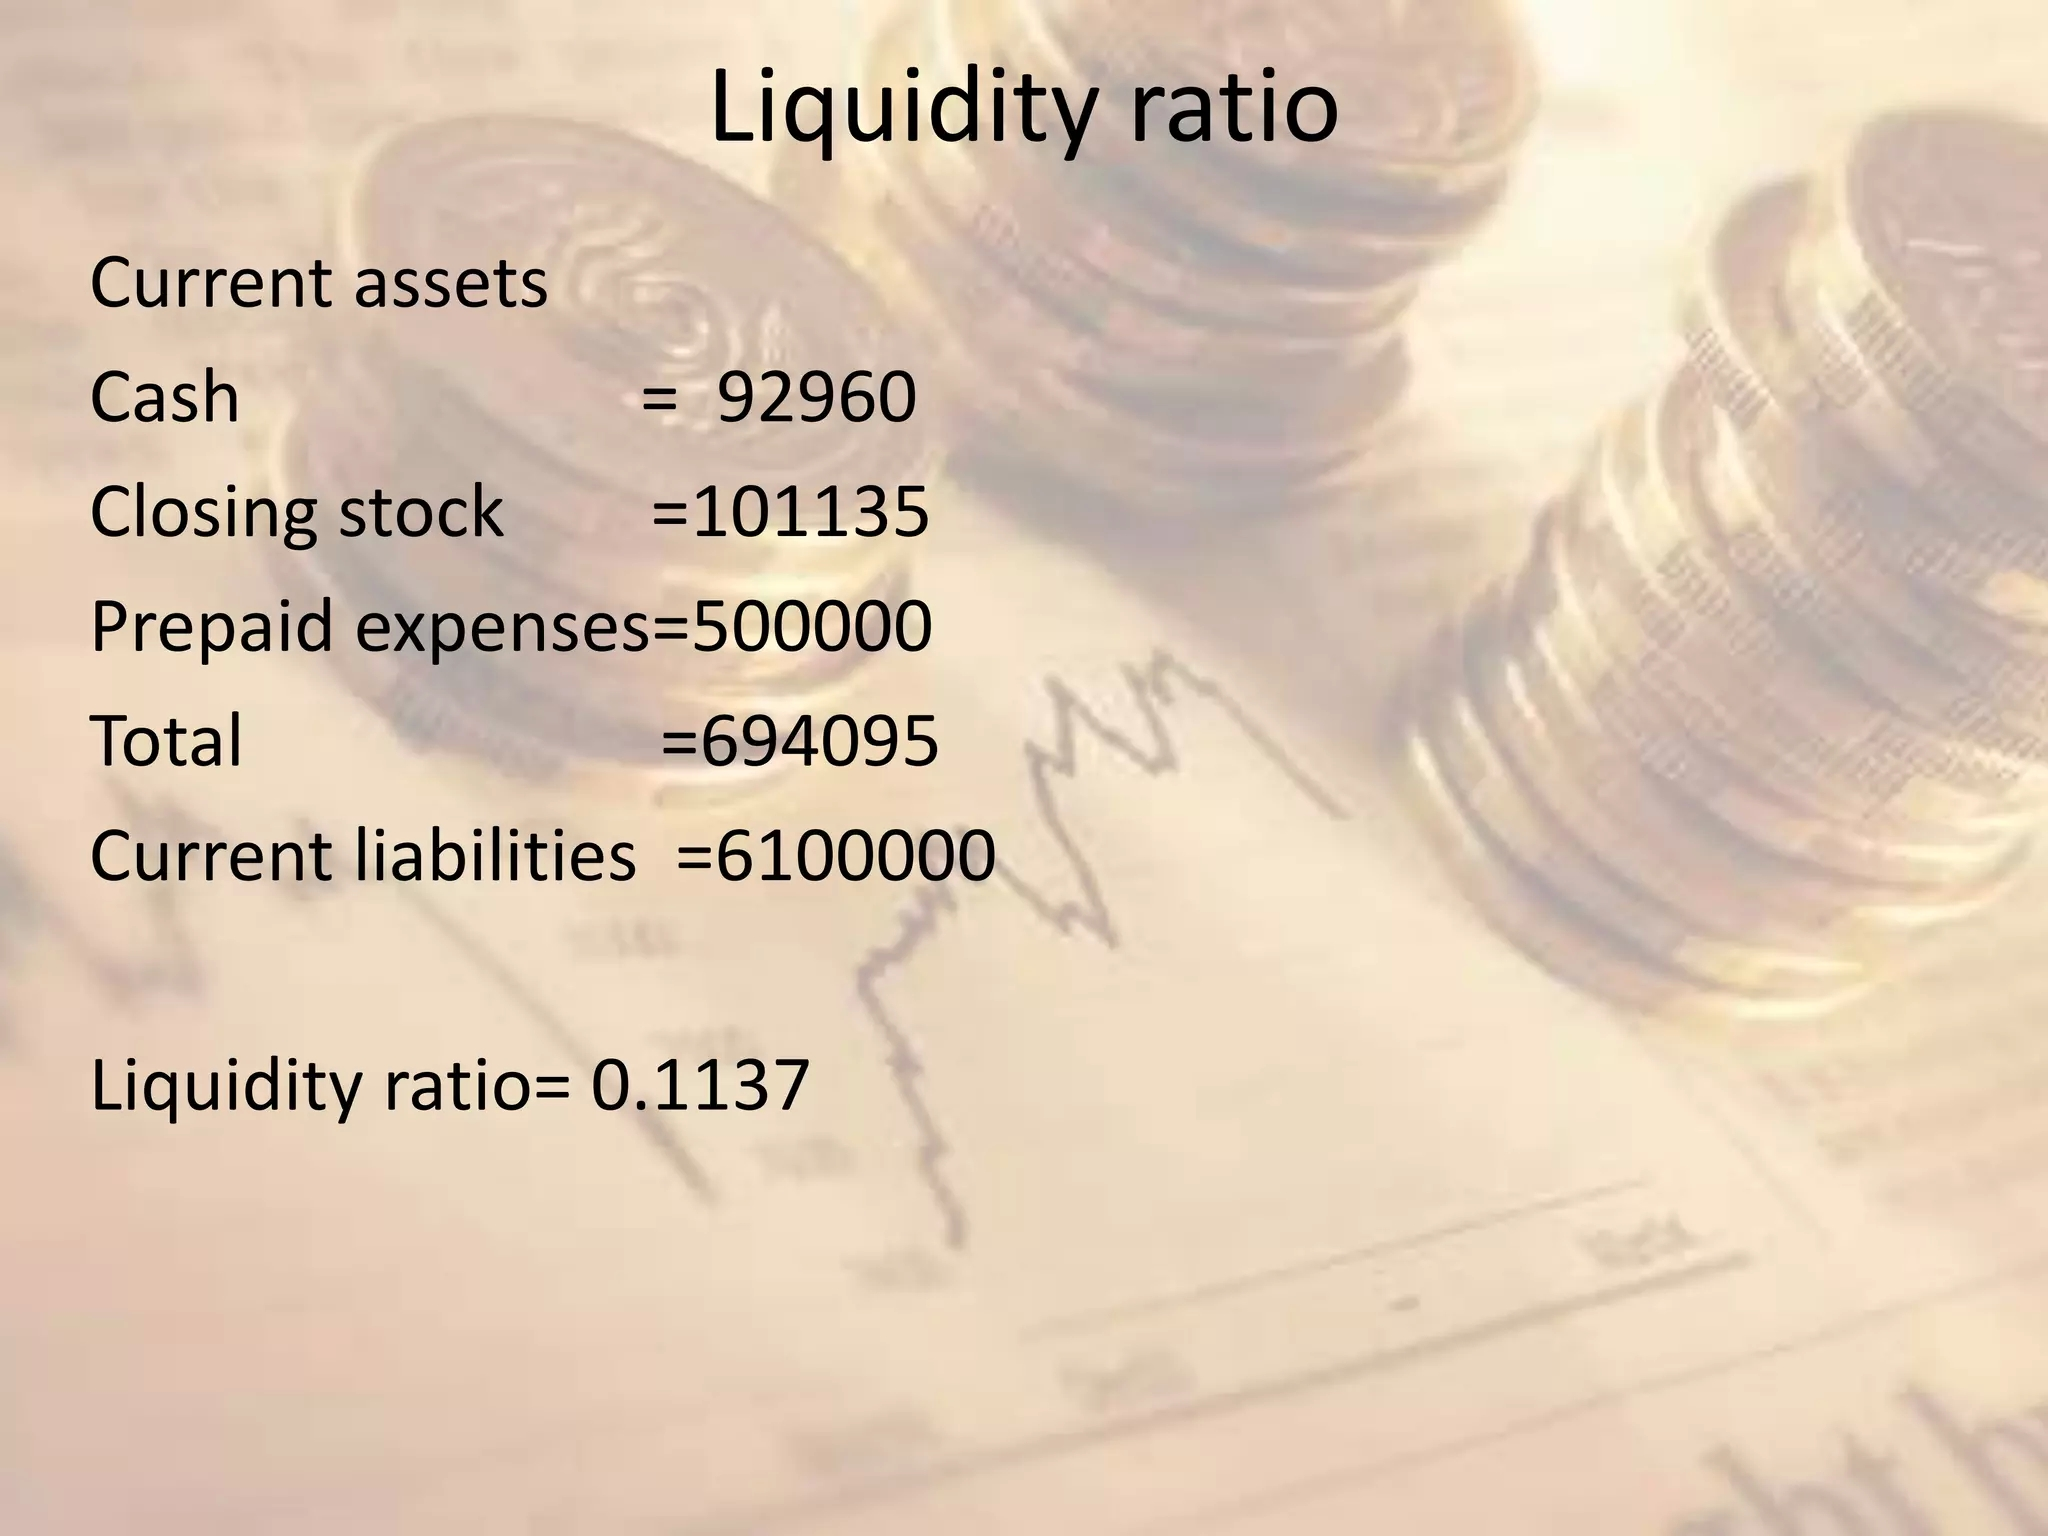 Liquidity ratio
Current assets
Cash = 92960
Closing stock =101135
Prepaid expenses=500000
Total =694095
Current liabilities =6100000
Liquidity ratio= 0.1137